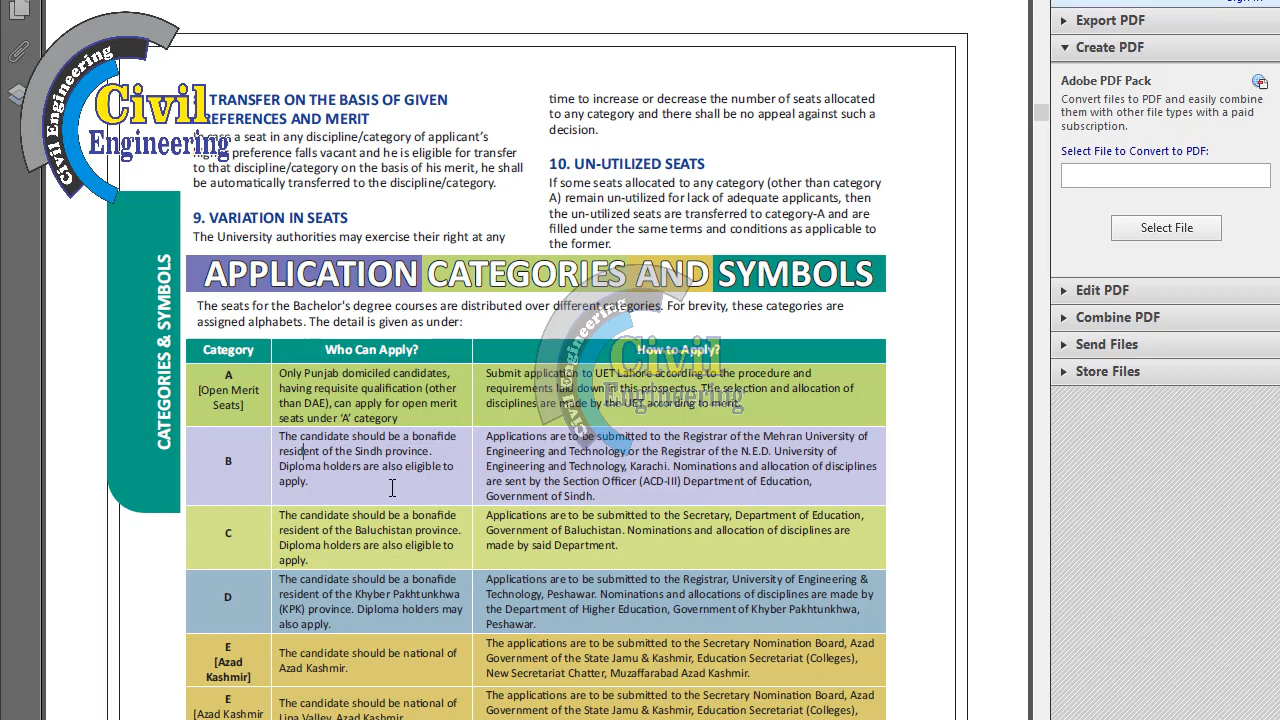 TRANSFER ON THE BASIS OF GIVEN
REFERENCES AND MERIT
case a seat in any discipline/category of applicant's
preference falls vacant and he is eligible for transfer
to that discipline/category on the basis of his merit, he shall
be automatically transferred to the discipline/category.
9. VARIATION IN SEATS
The University authorities may exercise their right at any
time to increase or decrease the number of seats allocated
to any category and there shall be no appeal against such a
decision.
10. UN-UTILIZED SEATS
If some seats allocated to any category (other than category
A) remain un-utilized for lack of adequate applicants, then
the un-utilized seats are transferred to category-A and are
filled under the same terms and conditions as applicable to
the former.
Civil Engineering
Civil
Engineering
CATEGORIES & SYMBOLS
APPLICATION CATEGORIES AND SYMBOLS
The seats for the Bachelor's degree courses are distributed over different categories. For brevity, these categories are
assigned alphabets. The detail is given as under:
Category Who Can Apply? How to Apply?
A
[Open Merit
Seats]
Only Punjab domiciled candidates,
having requisite qualification (other
than DAE), can apply for open merit
seats under 'A' category
Submit application to UET Lahore according to the procedure and
requirements laid down in this prospectus. The selection and allocation of
disciplines are made by the UET according to merit.
B
The candidate should be a bonafide
resident of the Sindh province.
Diploma holders are also eligible to
apply.
Applications are to be submitted to the Registrar of the Mehran University of
Engineering and Technology or the Registrar of the N.E.D. University of
Engineering and Technology, Karachi. Nominations and allocation of disciplines
are sent by the Section Officer (ACD-III) Department of Education,
Government of Sindh.
C
The candidate should be a bonafide
resident of the Baluchistan province.
Diploma holders are also eligible to
apply.
Applications are to be submitted to the Secretary, Department of Education,
Government of Baluchistan. Nominations and allocation of disciplines are
made by said Department.
D
The candidate should be a bonafide
resident of the Khyber Pakhtunkhwa
(KPK) province. Diploma holders may
also apply.
Applications are to be submitted to the Registrar, University of Engineering &
Technology, Peshawar. Nominations and allocations of disciplines are made by
the Department of Higher Education, Government of Khyber Pakhtunkhwa,
Peshawar.
E
[Azad
Kashmir]
The candidate should be national of
Azad Kashmir.
The applications are to be submitted to the Secretary Nomination Board, Azad
Government of the State Jamu & Kashmir, Education Secretariat (Colleges),
New Secretariat Chatter, Muzaffarabad Azad Kashmir.
E
[Azad Kashmir
The candidate should be national of
Lipa Valley, Azad Kashmir
The applications are to be submitted to the Secretary Nomination Board, Azad
Government of the State Jamu & Kashmir, Education Secretariat (Colleges),
Civil Engineering
Civil
Engineering
Export PDF
Create PDF
Adobe PDF Pack
Convert files to PDF and easily combine
them with other file types with a paid
subscription.
Select File to Convert to PDF:
Select File
Edit PDF
Combine PDF
Send Files
Store Files